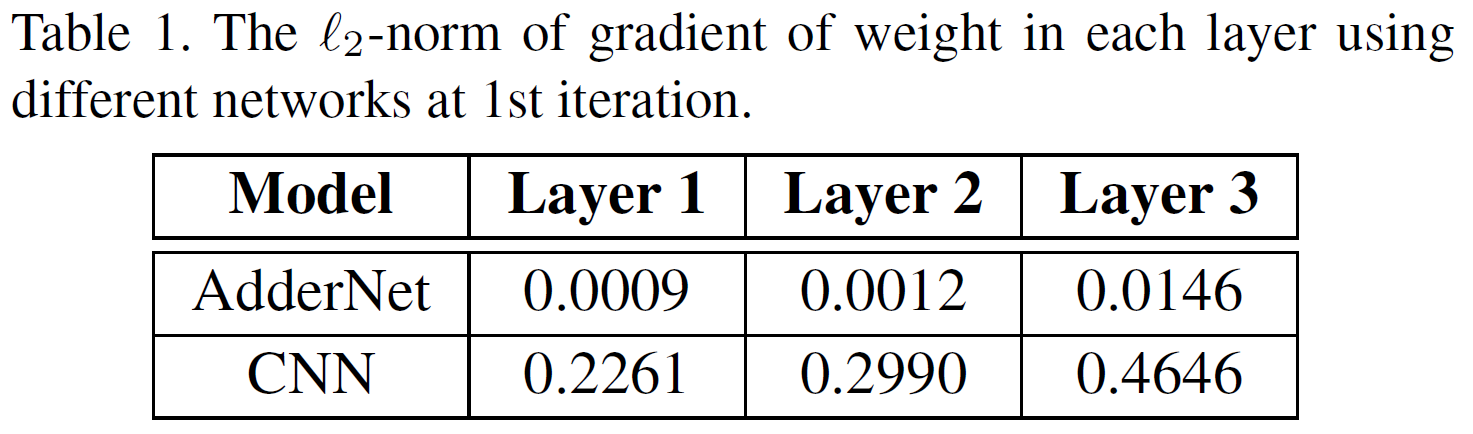 Table 1. The ℓ2-norm of gradient of weight in each layer using
different networks at 1st iteration.
Model Layer 1 Layer 2 Layer 3
AdderNet 0.0009 0.0012 0.0146
CNN 0.2261 0.2990 0.4646